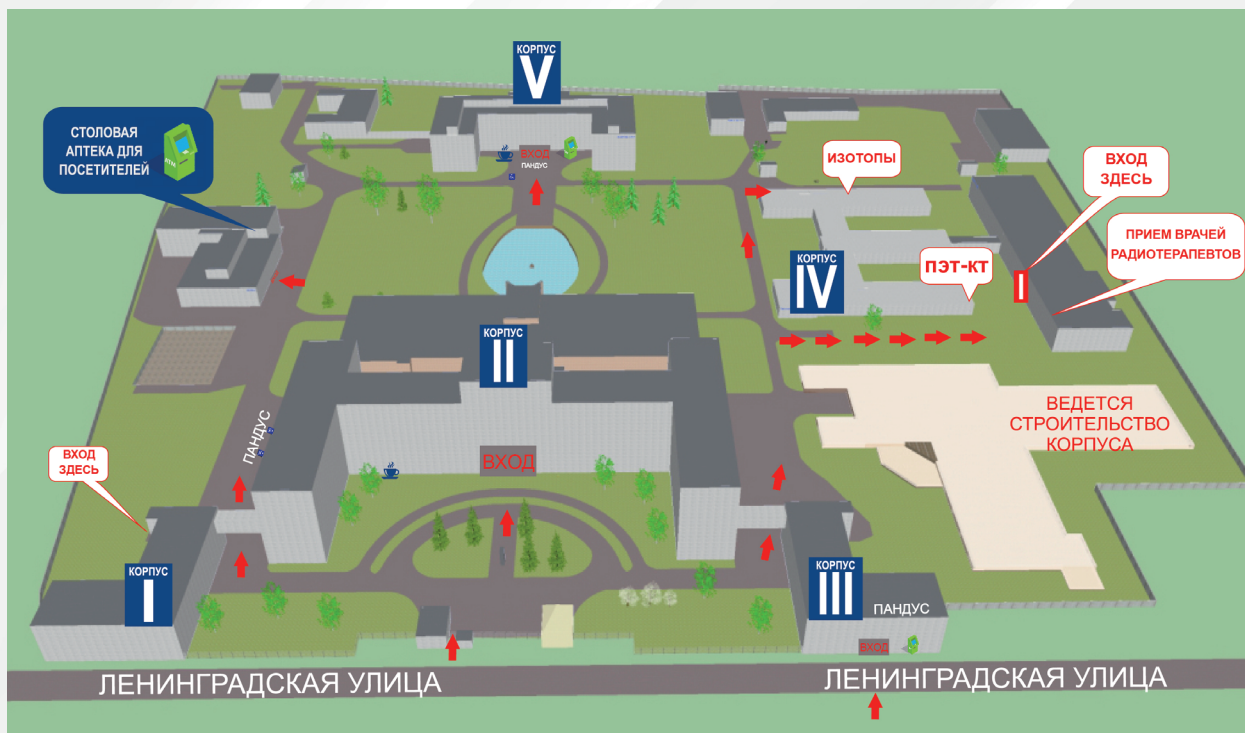 КОРПУС
V
СТОЛОВАЯ
АПТЕКА ДЛЯ
ПОСЕТИТЕЛЕЙ
ATM
ВХОД
ПАНДУС
ИЗОТОПЫ
ВХОД
ЗДЕСЬ
ПРИЕМ ВРАЧЕЙ
РАДИОТЕРАПЕВТОВ
КОРПУС
IV
ПЭТ-КТ
I
КОРПУС
II
ПАНДУС
ВХОД
ВЕДЕТСЯ
СТРОИТЕЛЬСТВО
КОРПУСА
ВХОД
ЗДЕСЬ
КОРПУС
I
КОРПУС
III
ПАНДУС
ВХОД
ЛЕНИНГРАДСКАЯ УЛИЦА
ЛЕНИНГРАДСКАЯ УЛИЦА